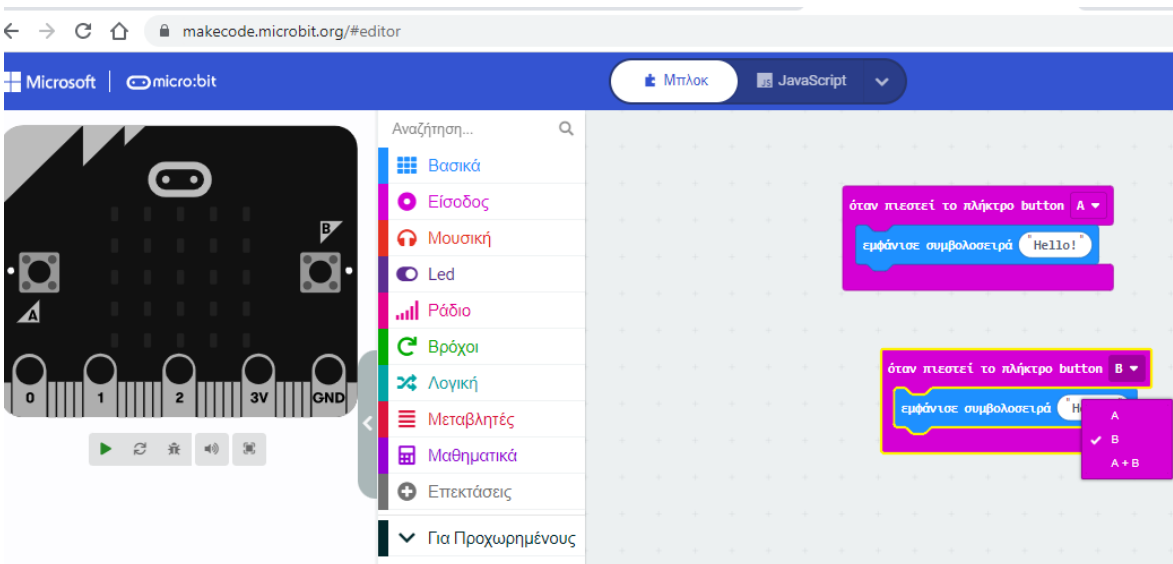 makecode.microbit.org/#editor
Microsoft micro:bit Μπλοκ JavaScript
Αναζήτηση...
Βασικά
Είσοδος
Μουσική
Led
Ράδιο
Βρόχοι
Λογική
Μεταβλητές
Μαθηματικά
Επεκτάσεις
Για Προχωρημένους
A
B
0 1 2 3V GND
όταν πιεστεί το πλήκτρο button A
εμφάνισε συμβολοσειρά "Hello!"
όταν πιεστεί το πλήκτρο button B
εμφάνισε συμβολοσειρά
A
B
A + B